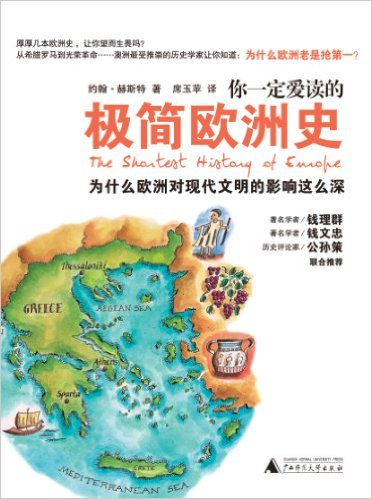 厚厚几本欧洲史，让你望而生畏吗？
从希腊罗马到光荣革命……澳洲最受推崇的历史学家让你知道：为什么欧洲老是抢第一？
约翰·赫斯特 著 席玉苹 译 你一定爱读的
极简欧洲史
The Shortest History of Europe
为什么欧洲对现代文明的影响这么深
著名学者/钱理群
著名学者/钱文忠
历史评论家/公孙策
联合推荐
Thessaloniki
GREECE
AEGEAN SEA
Athens
Sparta
CRETE
MEDITERRANEAN SEA
GUANGXI NORMAL UNIVERSITY PRESS
广西师范大学出版社